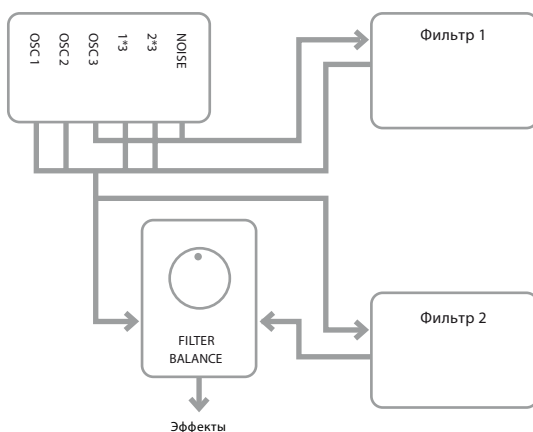 OSC 1
OSC 2
OSC 3
1*3
2*3
NOISE
Фильтр 1
FILTER
BALANCE
Фильтр 2
Эффекты